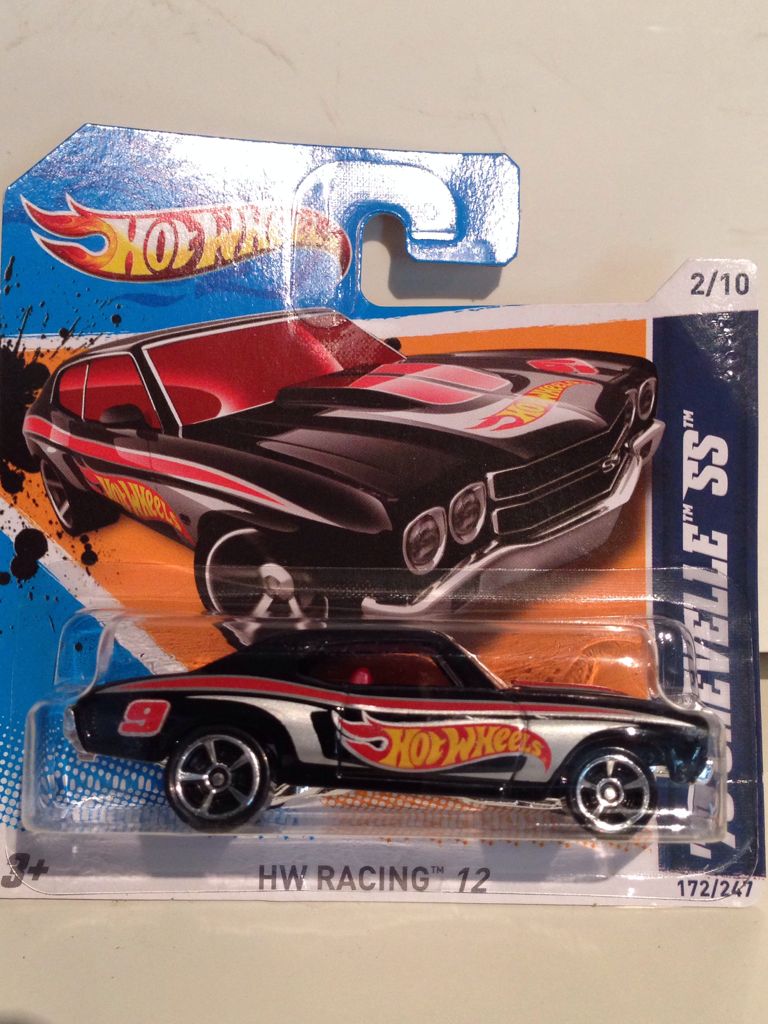 HOT WHEELS
2/10
HOT WHEELS
HOT WHEELS
SS
CHEVELLE™ SS™
9
HOT WHEELS
3+
HW RACING™ 12
172/247